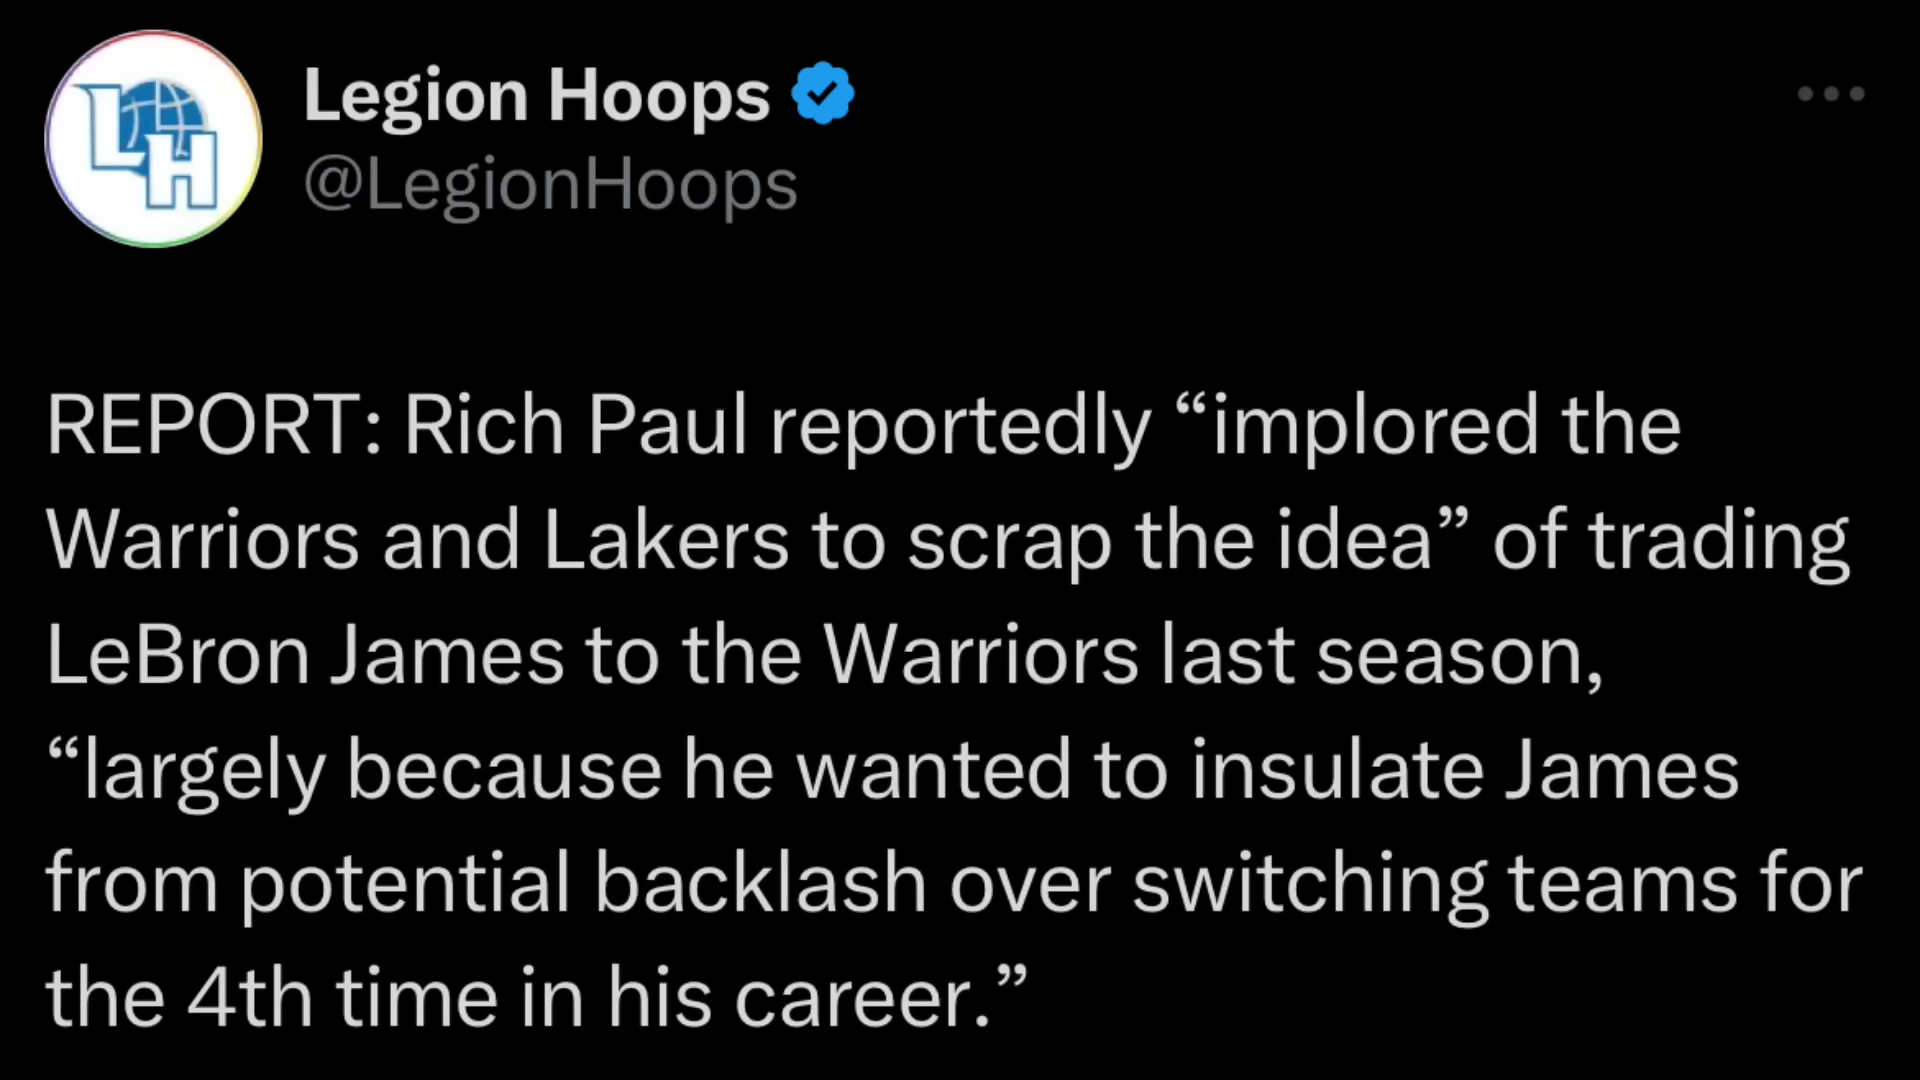 LH
Legion Hoops
@LegionHoops
REPORT: Rich Paul reportedly “implored the
Warriors and Lakers to scrap the idea” of trading
LeBron James to the Warriors last season,
“largely because he wanted to insulate James
from potential backlash over switching teams for
the 4th time in his career.”